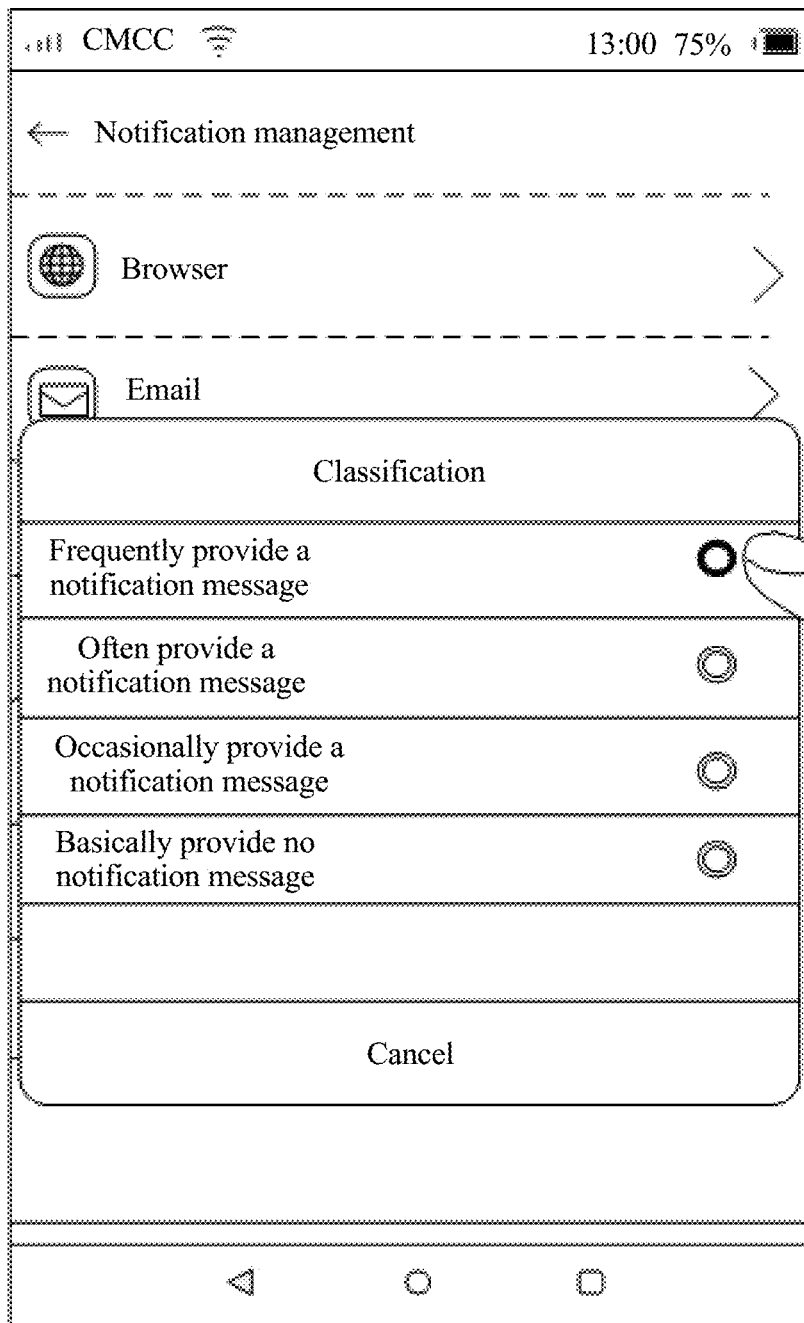 CMCC 13:00 75%
Notification management
Browser
Email
Classification
Frequently provide a
notification message
Often provide a
notification message
Occasionally provide a
notification message
Basically provide no
notification message
Cancel